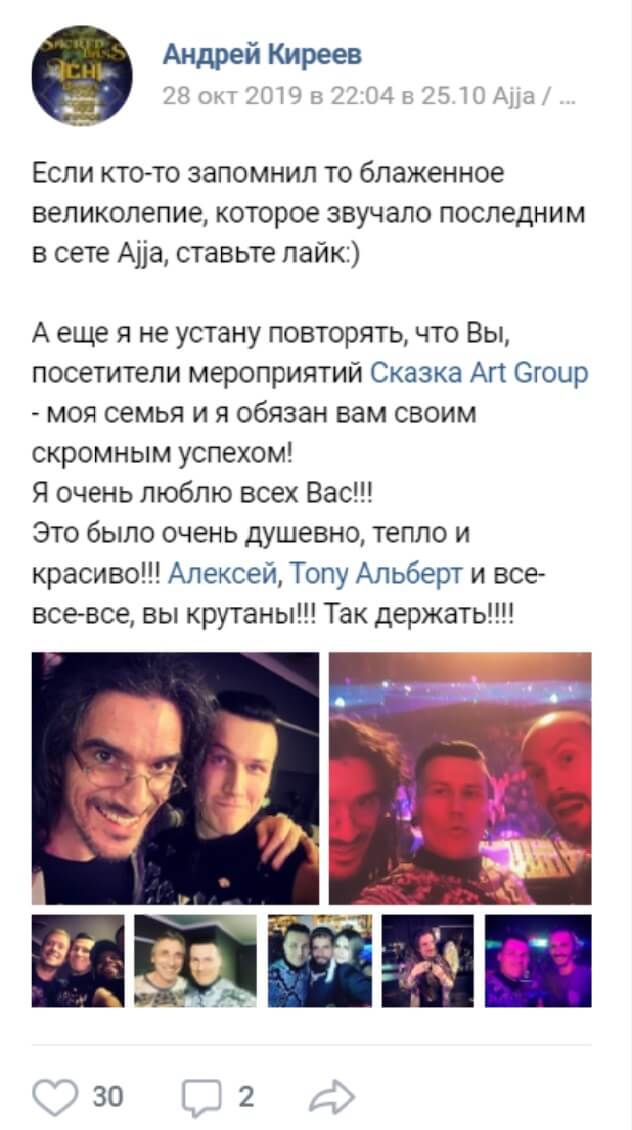 SACRED BASS
ICHI
Андрей Киреев
28 окт 2019 в 22:04 в 25.10 Ajja / ...
Если кто-то запомнил то блаженное
великолепие, которое звучало последним
в сете Ajja, ставьте лайк:)
А еще я не устану повторять, что Вы,
посетители мероприятий Сказка Art Group
- моя семья и я обязан вам своим
скромным успехом!
Я очень люблю всех Вас!!!
Это было очень душевно, тепло и
красиво!!! Алексей, Tony Альберт и все-
все-все, вы крутаны!!! Так держать!!!!
30
2